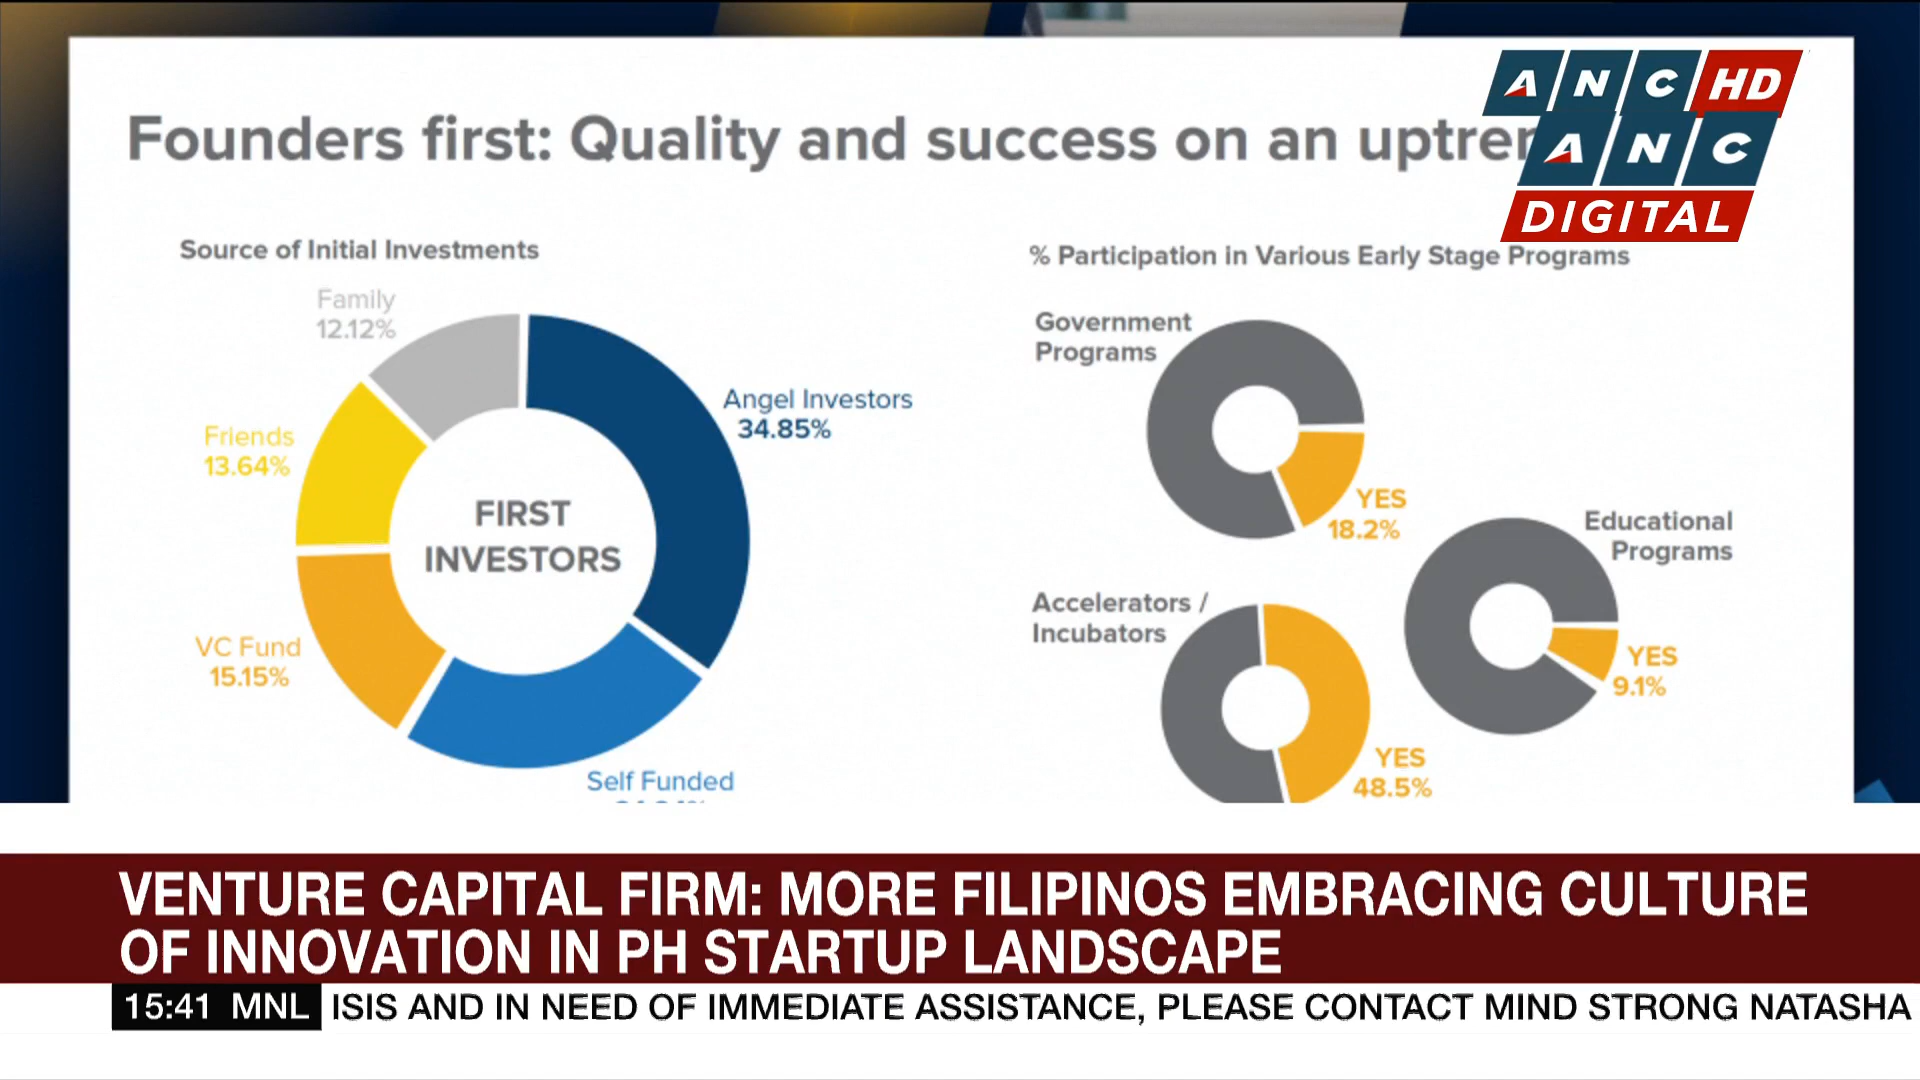 ANC HD
ANC
DIGITAL
Founders first: Quality and success on an
Source of Initial Investments
Family
12.12%
Friends
13.64%
Angel Investors
34.85%
FIRST
INVESTORS
VC Fund
15.15%
Self Funded
% Participation in Various Early Stage Programs
Government
Programs
YES
18.2%
Educational
Programs
YES
9.1%
Accelerators /
Incubators
YES
48.5%
VENTURE CAPITAL FIRM: MORE FILIPINOS EMBRACING CULTURE
OF INNOVATION IN PH STARTUP LANDSCAPE
15:41 MNL ISIS AND IN NEED OF IMMEDIATE ASSISTANCE, PLEASE CONTACT MIND STRONG NATASHA